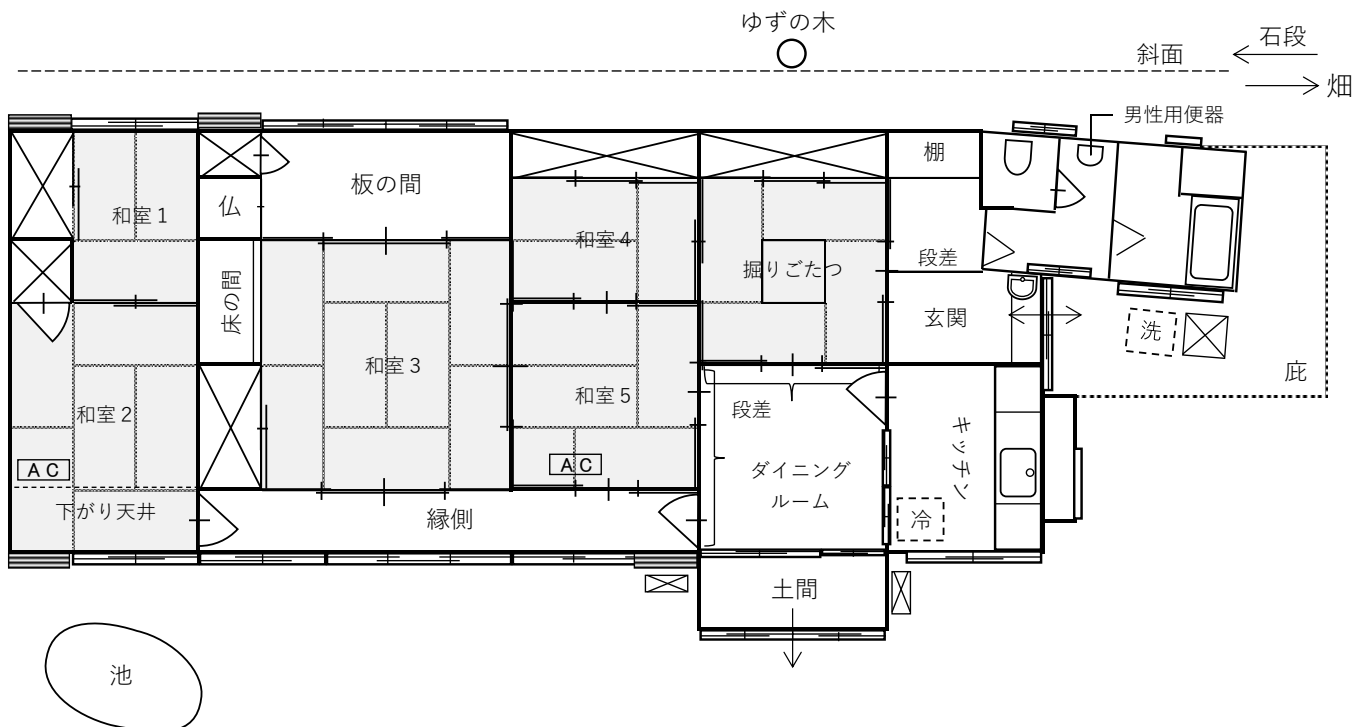 ゆずの木
斜面
石段
畑
男性用便器
棚
板の間
仏
和室１
和室４
掘りごたつ
段差
床の間
玄関
洗
和室３
庇
和室２
和室５
段差
キッチン
AC
AC
ダイニング
ルーム
下がり天井
縁側
冷
土間
池